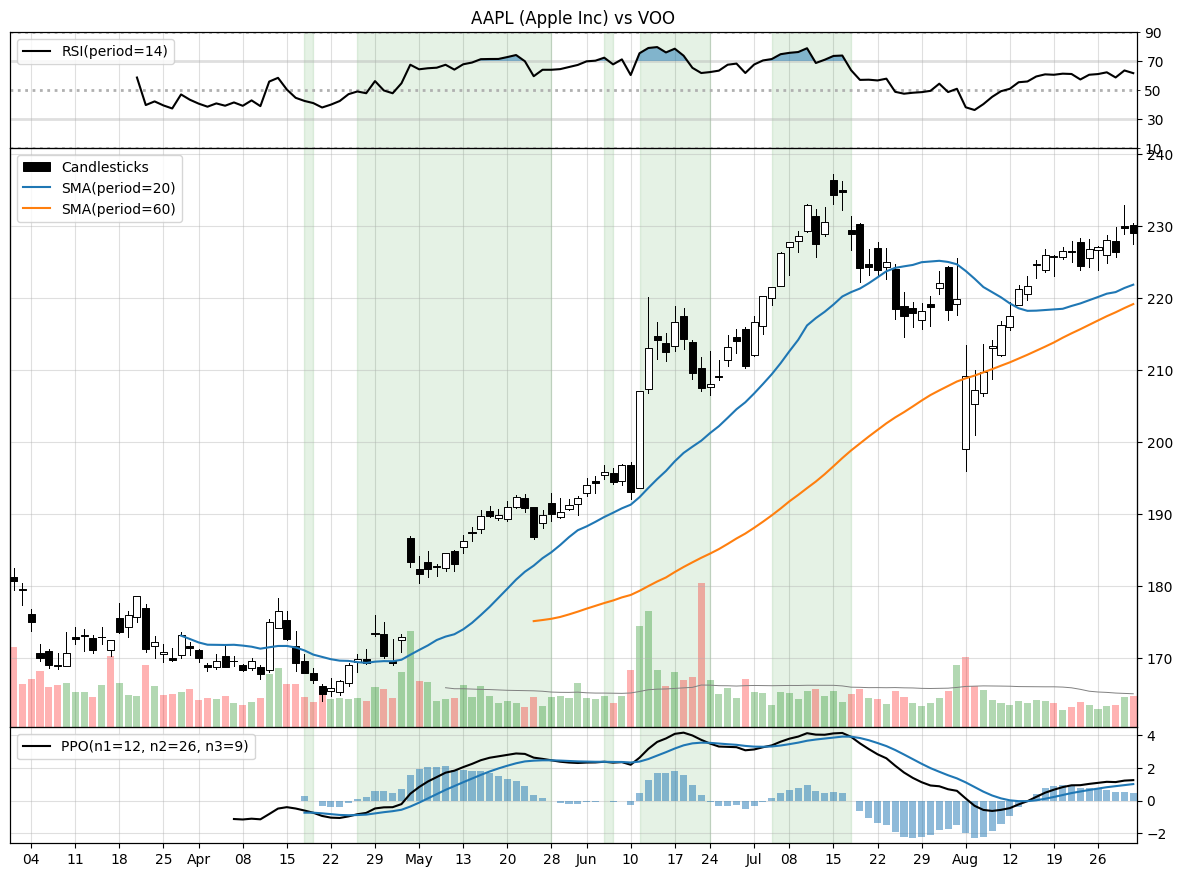 AAPL (Apple Inc) vs VOO
RSI(period=14)
90
70
50
30
10
Candlesticks
SMA(period=20)
SMA(period=60)
240
230
220
210
200
190
180
170
PPO(n1=12, n2=26, n3=9)
4
2
0
−2
04 11 18 25 Apr 08 15 22 29 May 13 20 28 Jun 10 17 24 Jul 08 15 22 29 Aug 12 19 26